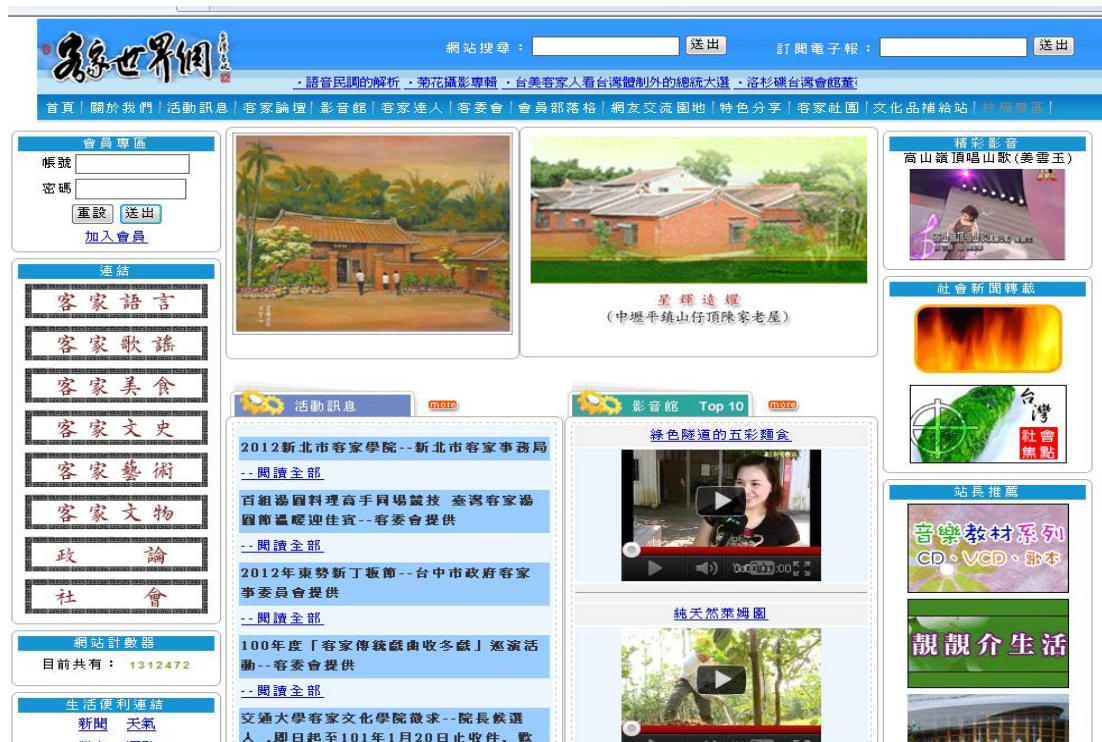 客家世界網
網站搜尋：
送出
訂閱電子報：
送出
・語音民調的解析 ・菊花攝影專輯 ・台美客家人看台灣體制外的總統大選 ・洛杉磯台灣會館董
首頁│關於我們│活動訊息│客家論壇│影音館│客家達人│客委會│會員部落格│網友交流園地│特色分享│客家社團│文化品補給站│
會員專區
帳號
密碼
重設
送出
加入會員
連結
客家語言
客家歌謠
客家美食
客家文史
客家藝術
客家文物
政論
社會
網站計數器
目前共有： 1312472
生活便利連結
新聞 天氣
星輝遠耀
(中壢平鎮山仔頂陳家老屋)
活動訊息
more
2012新北市客家學院--新北市客家事務局
--閱讀全部
百組湯圓料理高手同場競技 臺灣客家湯
圓節溫暖迎佳賓--客委會提供
--閱讀全部
2012年東勢新丁粄節--台中市政府客家
事委員會提供
--閱讀全部
100年度「客家傳統戲曲收冬戲」巡演活
動--客委會提供
--閱讀全部
交通大學客家文化學院徵求--院長候選
人 ,即日起至101年1月20日止收件, 歡
影音館 Top 10
more
綠色隧道的五彩麵食
純天然萊姆園
精彩影音
高山嶺頂唱山歌(姜雲玉)
社會新聞轉載
台灣
社會
焦點
站長推薦
音樂教材系列
CD、VCD、歌本
靚靚介生活